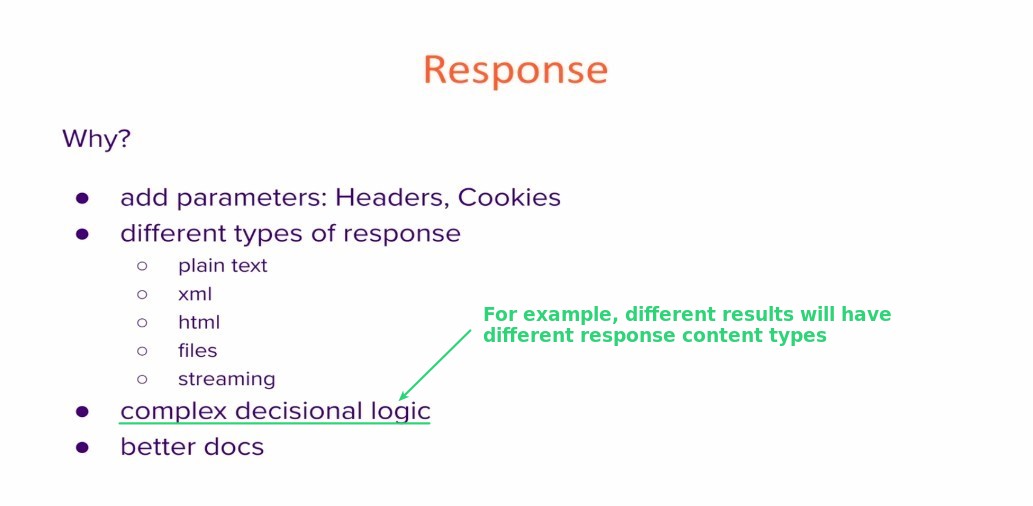 Response
Why?
● add parameters: Headers, Cookies
● different types of response
○ plain text
○ xml
○ html
○ files
○ streaming
For example, different results will have
different response content types
● complex decisional logic
● better docs